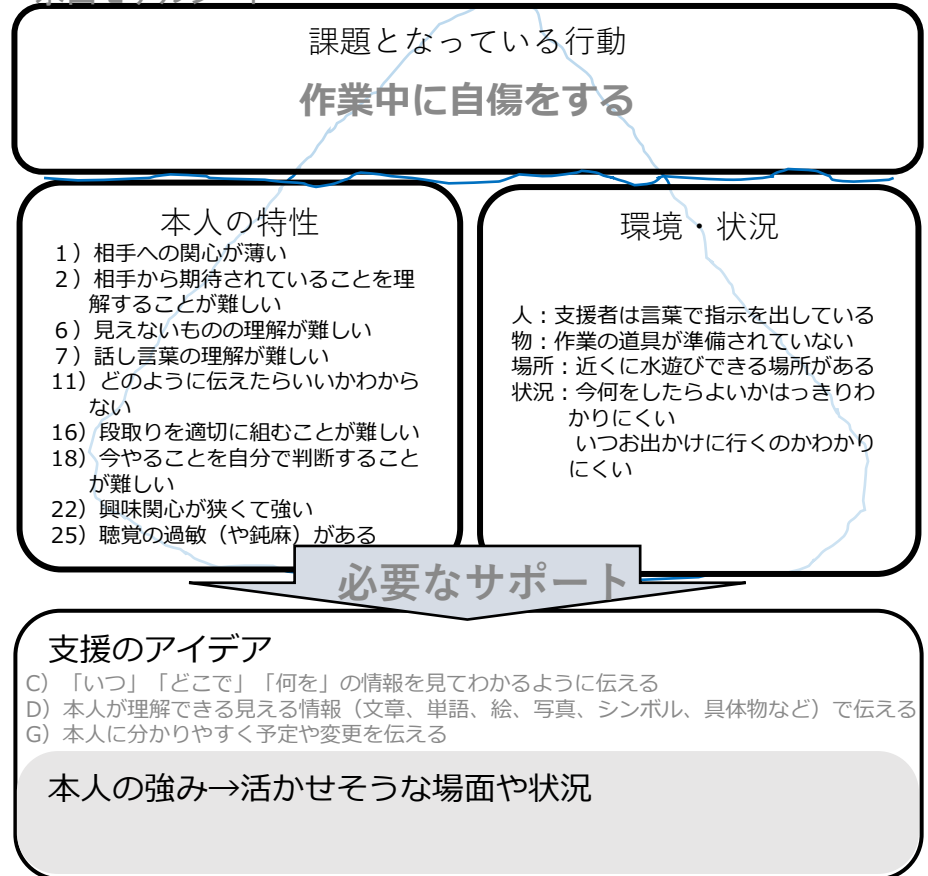 課題となっている行動
作業中に自傷をする
本人の特性
1）相手への関心が薄い
2）相手から期待されていることを理
解することが難しい
6）見えないものの理解が難しい
7）話し言葉の理解が難しい
11）どのように伝えたらいいかわから
ない
16）段取りを適切に組むことが難しい
18）今やることを自分で判断すること
が難しい
22）興味関心が狭くて強い
25）聴覚の過敏（や鈍麻）がある
環境・状況
人：支援者は言葉で指示を出している
物：作業の道具が準備されていない
場所：近くに水遊びできる場所がある
状況：今何をしたらよいかはっきりわ
かりにくい
いつお出かけに行くのかわかり
にくい
必要なサポート
支援のアイデア
C）「いつ」「どこで」「何を」の情報を見てわかるように伝える
D）本人が理解できる見える情報（文章、単語、絵、写真、シンボル、具体物など）で伝える
G）本人に分かりやすく予定や変更を伝える
本人の強み→活かせそうな場面や状況